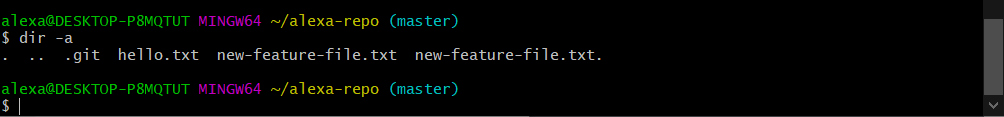 alexa@DESKTOP-P8MQTUT MINGW64 ~/alexa-repo (master)
$ dir -a
.  ..  .git  hello.txt  new-feature-file.txt  new-feature-file.txt.
alexa@DESKTOP-P8MQTUT MINGW64 ~/alexa-repo (master)
$